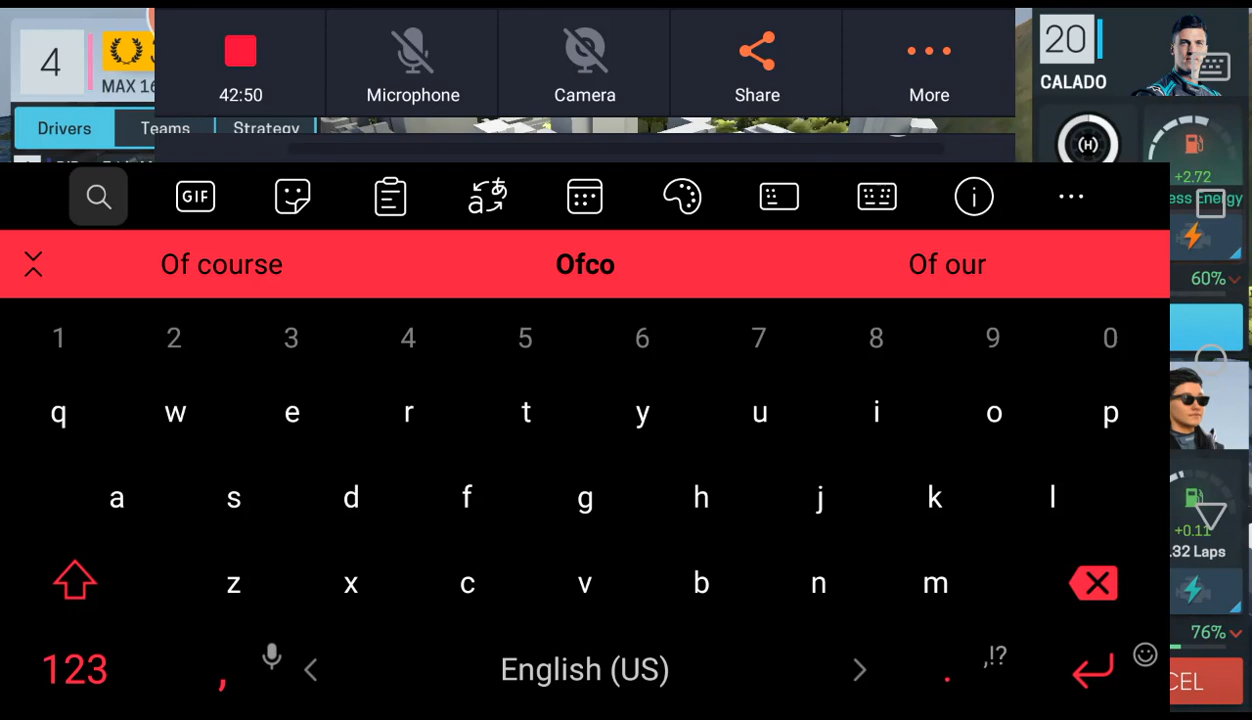 4
MAX 16
Drivers
Teams
Strategy
42:50
Microphone
Camera
Share
More
20
CALADO
(H)
+2.72
ess Energy
60%
GIF
Of course
Ofco
Of our
1 2 3 4 5 6 7 8 9 0
q w e r t y u i o p
a s d f g h j k l
z x c v b n m
123 , English (US) . ,!?
+0.11
.32 Laps
76%
CEL